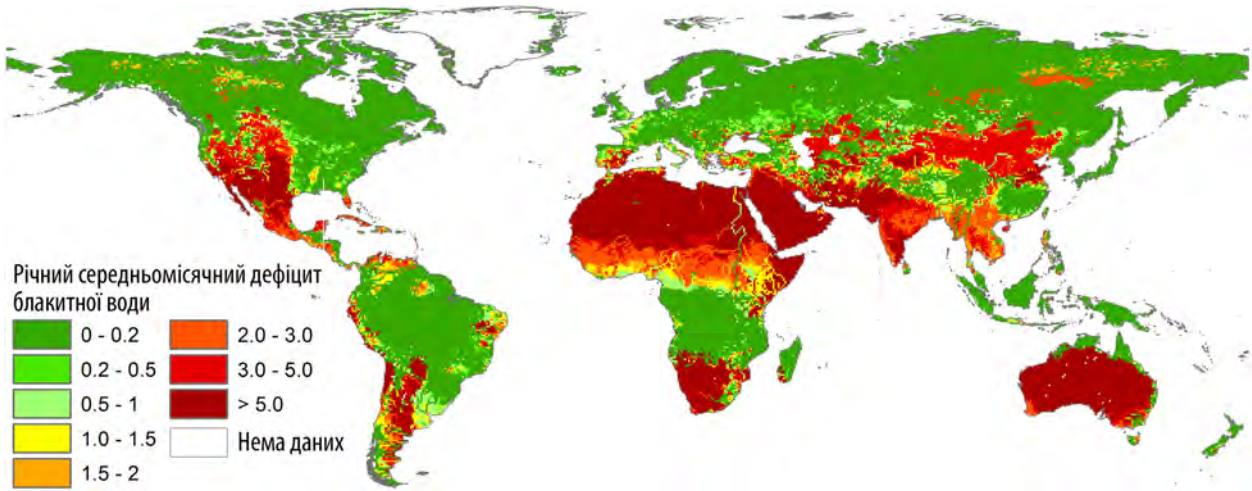 Річний середньомісячний дефіцит
блакитної води
0 - 0.2
0.2 - 0.5
0.5 - 1
1.0 - 1.5
1.5 - 2
2.0 - 3.0
3.0 - 5.0
> 5.0
Нема даних